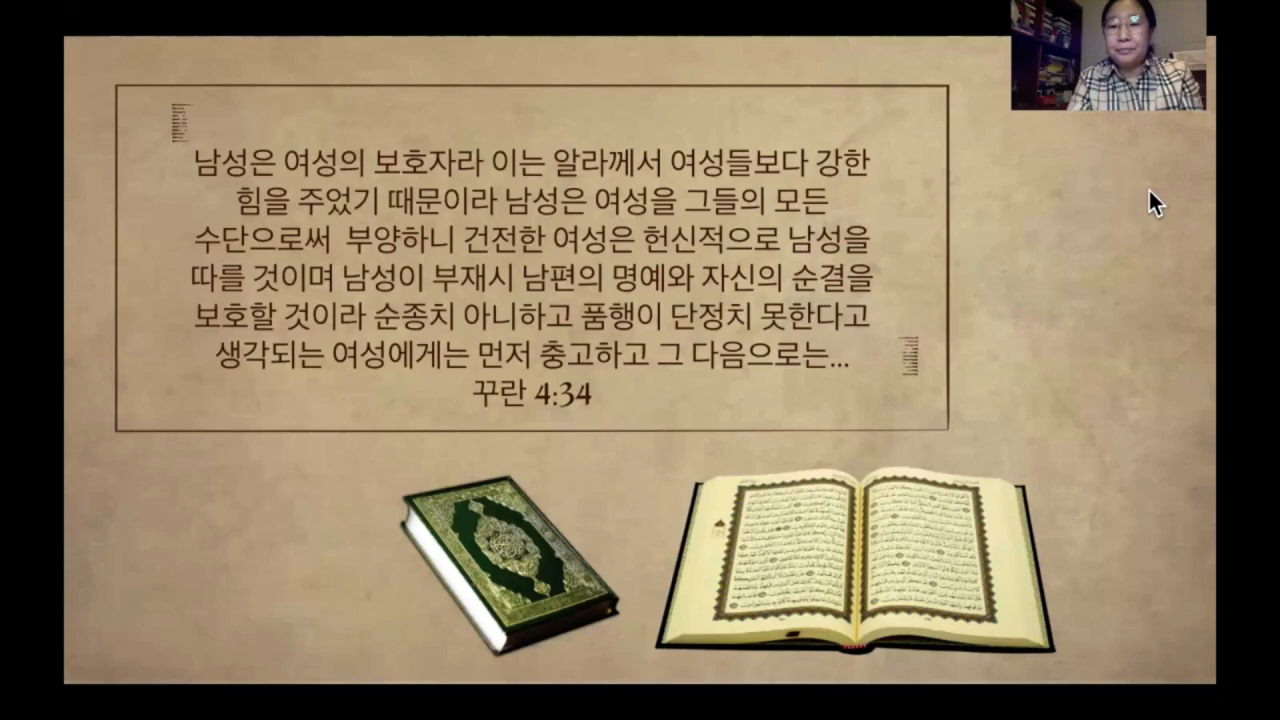 남성은 여성의 보호자라 이는 알라께서 여성들보다 강한
힘을 주었기 때문이라 남성은 여성을 그들의 모든
수단으로써 부양하니 건전한 여성은 헌신적으로 남성을
따를 것이며 남성이 부재시 남편의 명예와 자신의 순결을
보호할 것이라 순종치 아니하고 품행이 단정치 못한다고
생각되는 여성에게는 먼저 충고하고 그 다음으로는...
꾸란 4:34